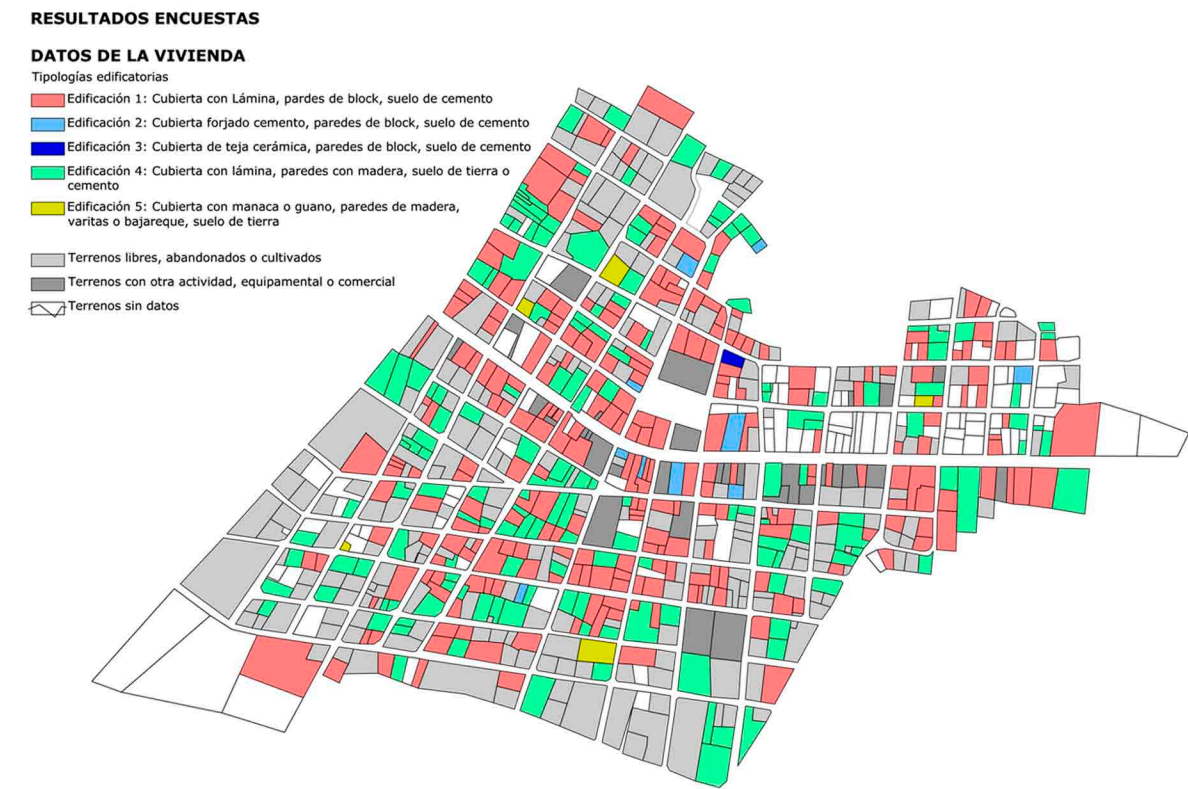 RESULTADOS ENCUESTAS
DATOS DE LA VIVIENDA
Tipologías edificatorias
Edificación 1: Cubierta con Lámina, pardes de block, suelo de cemento
Edificación 2: Cubierta forjado cemento, paredes de block, suelo de cemento
Edificación 3: Cubierta de teja cerámica, paredes de block, suelo de cemento
Edificación 4: Cubierta con lámina, paredes con madera, suelo de tierra o
cemento
Edificación 5: Cubierta con manaca o guano, paredes de madera,
varitas o bajareque, suelo de tierra
Terrenos libres, abandonados o cultivados
Terrenos con otra actividad, equipamental o comercial
Terrenos sin datos